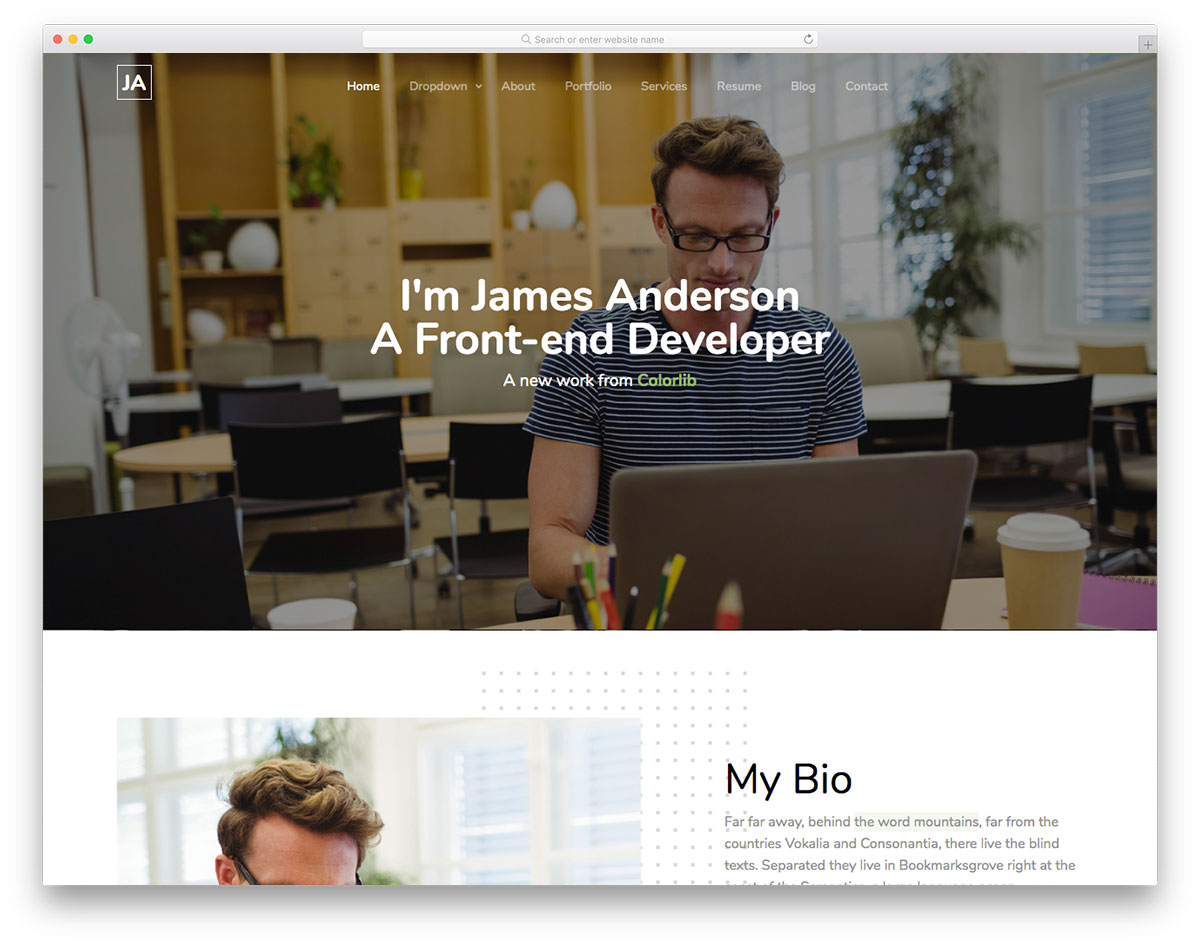 Search or enter website name
JA
Home Dropdown About Portfolio Services Resume Blog Contact
I'm James Anderson
A Front-end Developer
A new work from Colorlib
My Bio
Far far away, behind the word mountains, far from the
countries Vokalia and Consonantia, there live the blind
texts. Separated they live in Bookmarksgrove right at the